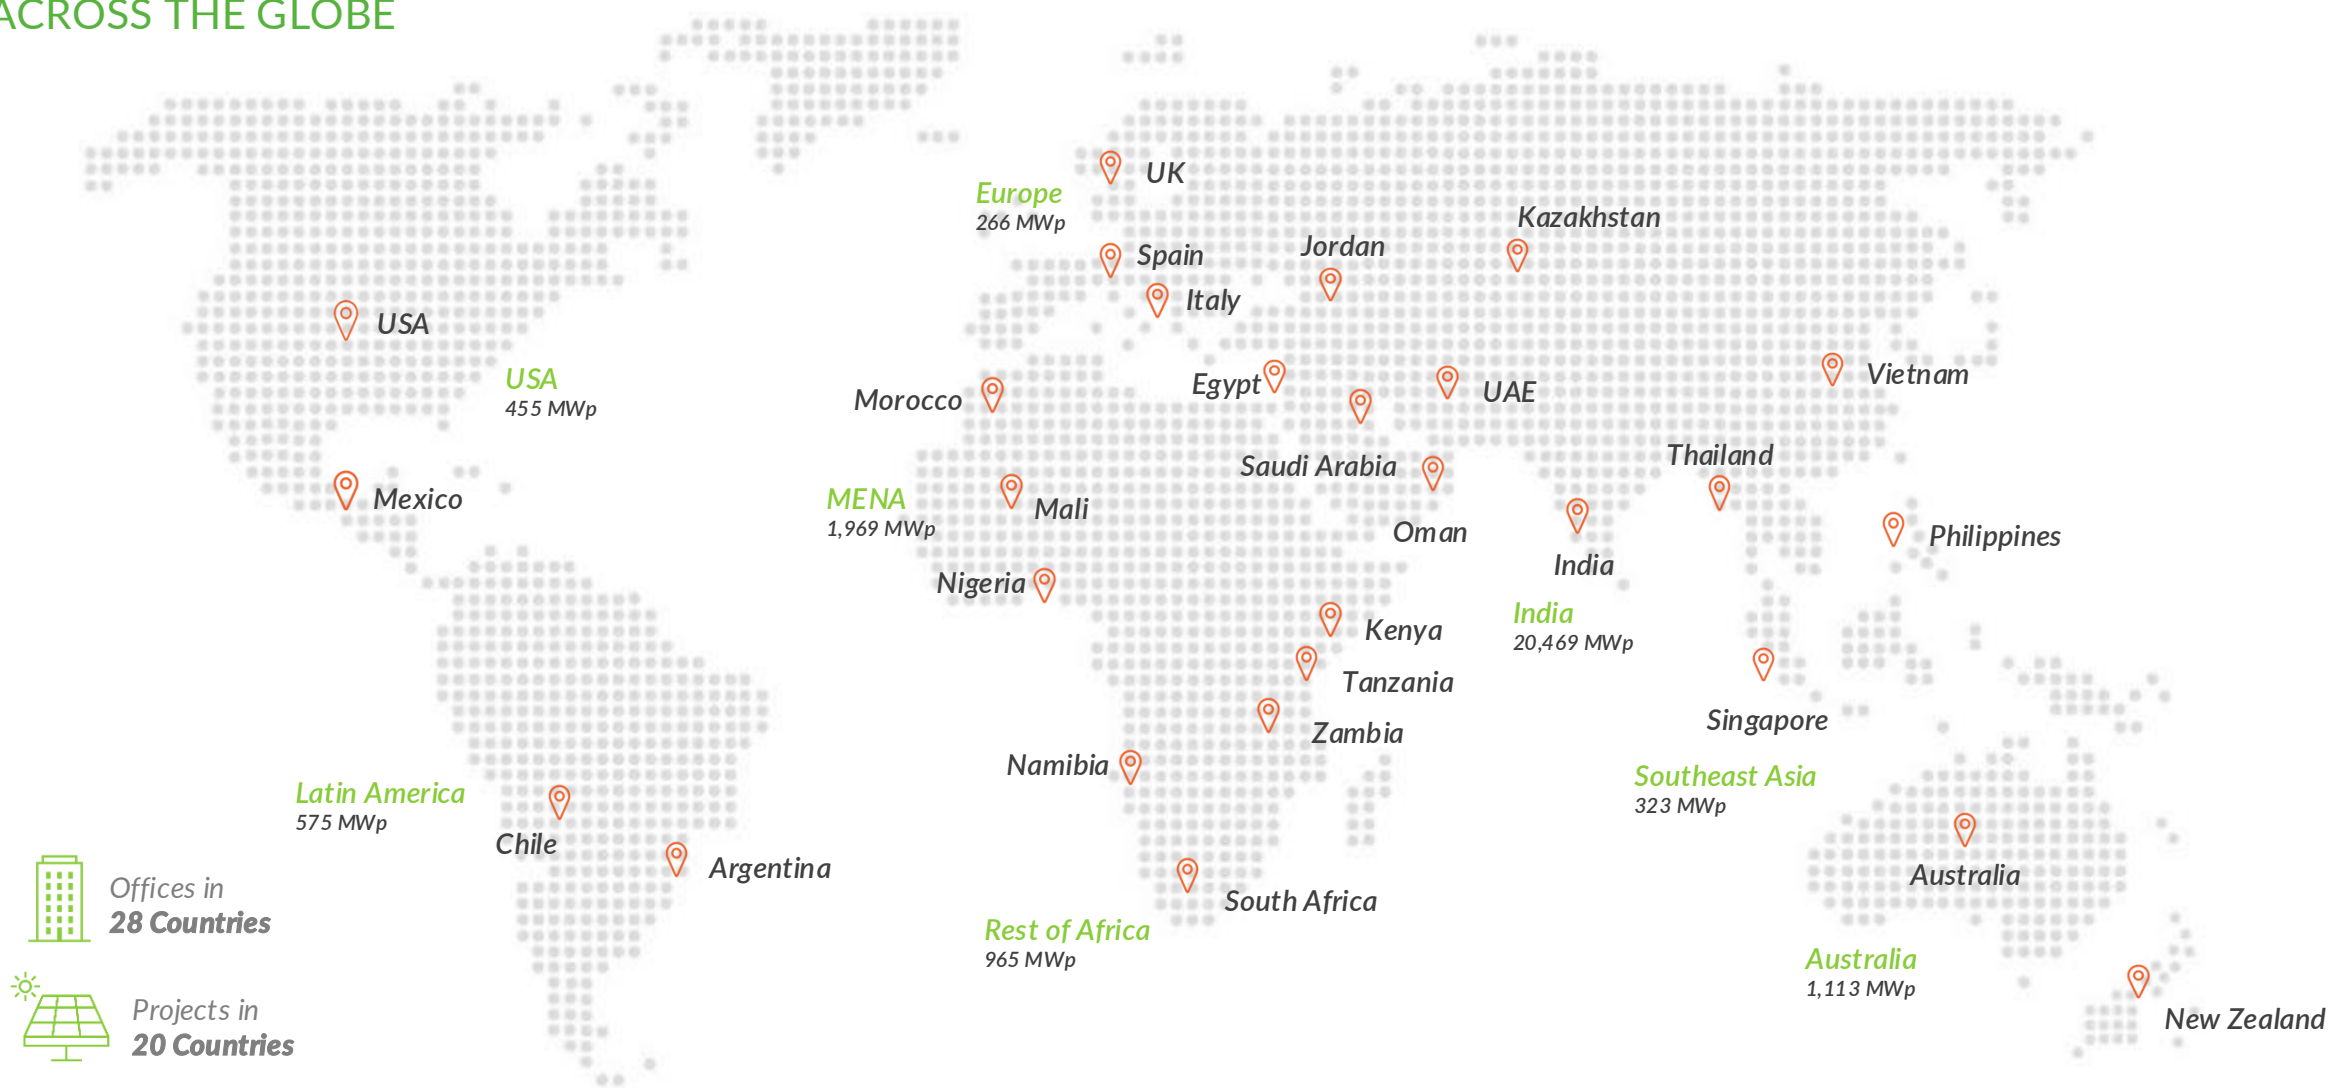 ACROSS THE GLOBE
UK
Europe
266 MWp
Kazakhstan
Jordan
Spain
Italy
USA
USA
455 MWp
Morocco
Egypt
UAE
Vietnam
Saudi Arabia
Thailand
Mexico
MENA
1,969 MWp
Mali
Oman
India
Philippines
Nigeria
India
20,469 MWp
Kenya
Tanzania
Singapore
Zambia
Namibia
Southeast Asia
323 MWp
Latin America
575 MWp
Chile
Argentina
Australia
South Africa
Offices in
28 Countries
Rest of Africa
965 MWp
Australia
1,113 MWp
Projects in
20 Countries
New Zealand